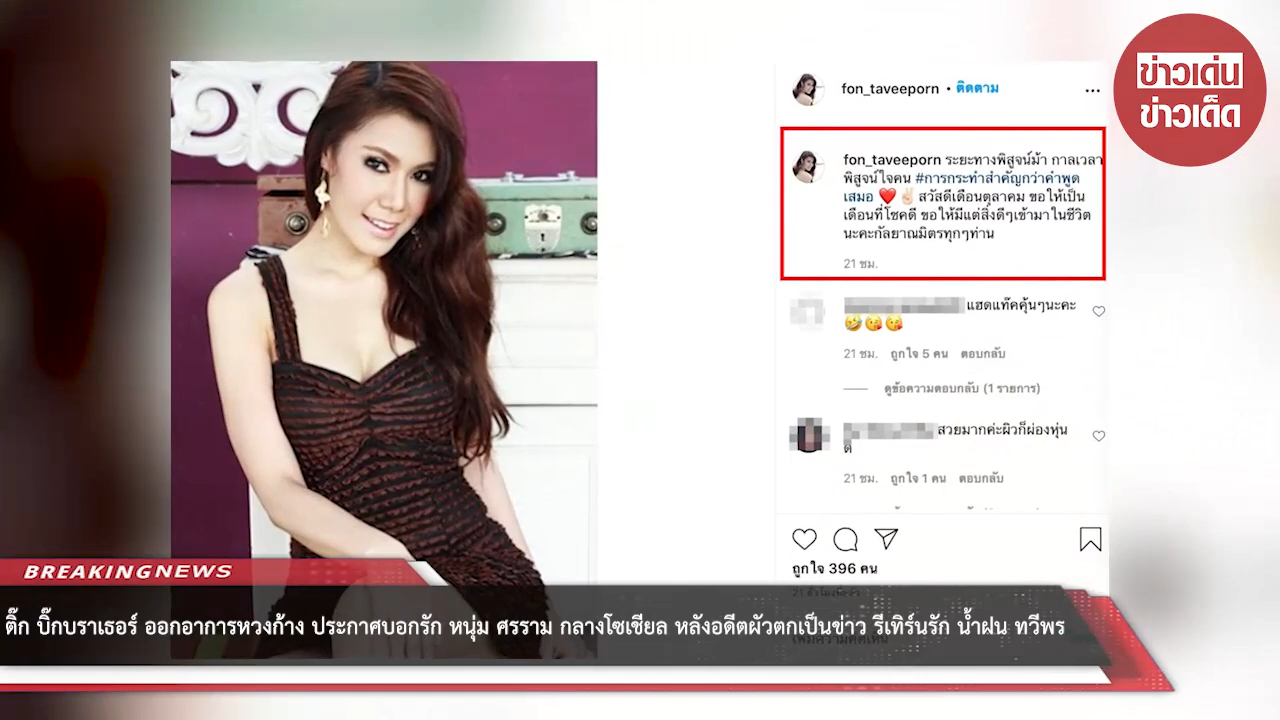 ข่าวเด่น
ข่าวเด็ด
fon_taveeporn • ติดตาม
fon_taveeporn ระยะทางพิสูจน์ม้า กาลเวลา
พิสูจน์ใจคน #การกระทำสำคัญกว่าคำพูด
เสมอ ❤️✌🏻 สวัสดีเดือนตุลาคม ขอให้เป็น
เดือนที่โชคดี ขอให้มีแต่สิ่งดีๆเข้ามาในชีวิต
นะคะกัลยาณมิตรทุกๆท่าน
21 ชม.
แฮดแท๊คคุ้นๆนะคะ
🤣😘😘
21 ชม. ถูกใจ 5 คน ตอบกลับ
ดูข้อความตอบกลับ (1 รายการ)
สวยมากค่ะผิวก็ผ่องหุ่น
ดี
21 ชม. ถูกใจ 1 คน ตอบกลับ
ถูกใจ 396 คน
21 ชั่วโมงที่แล้ว
BREAKINGNEWS
ติ๊ก บิ๊กบราเธอร์ ออกอาการหวงก้าง ประกาศบอกรัก หนุ่ม ศรราม กลางโซเชียล หลังอดีตผัวตกเป็นข่าว รีเทิร์นรัก น้ำฝน ทวีพร